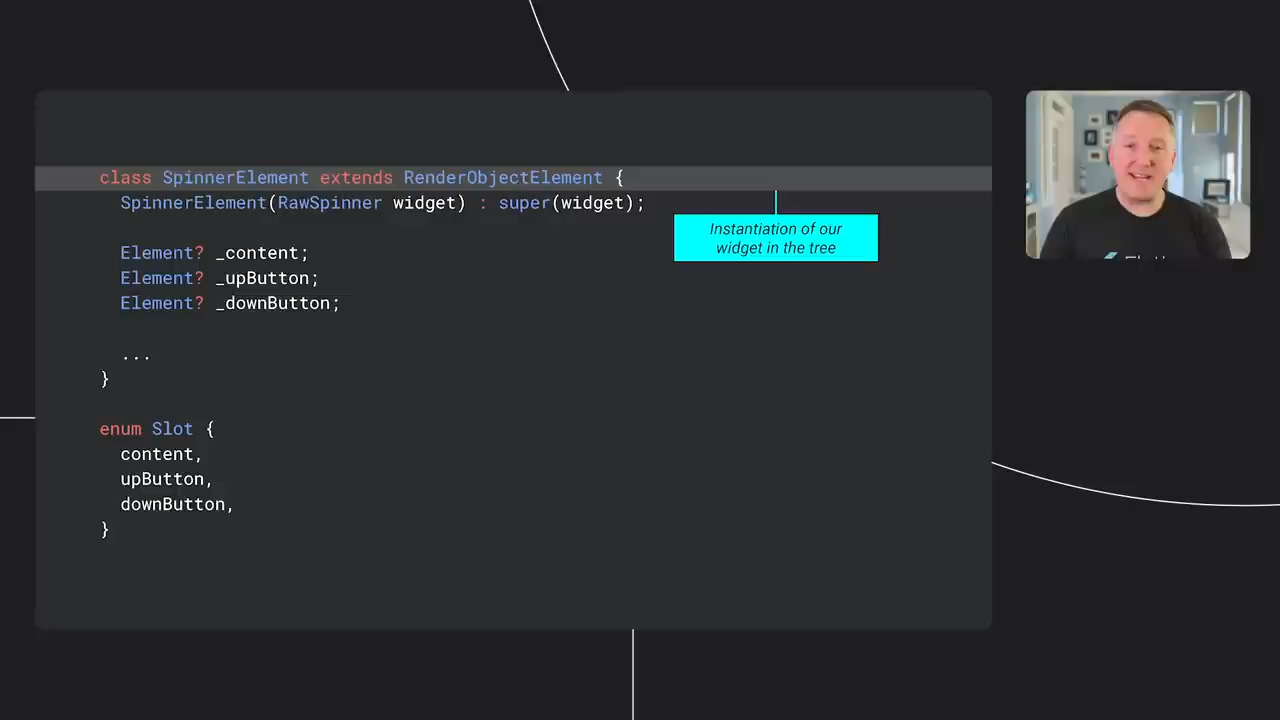 class SpinnerElement extends RenderObjectElement {
SpinnerElement(RawSpinner widget) : super(widget);
Instantiation of our
widget in the tree
Element? _content;
Element? _upButton;
Element? _downButton;
...
}
enum Slot {
content,
upButton,
downButton,
}